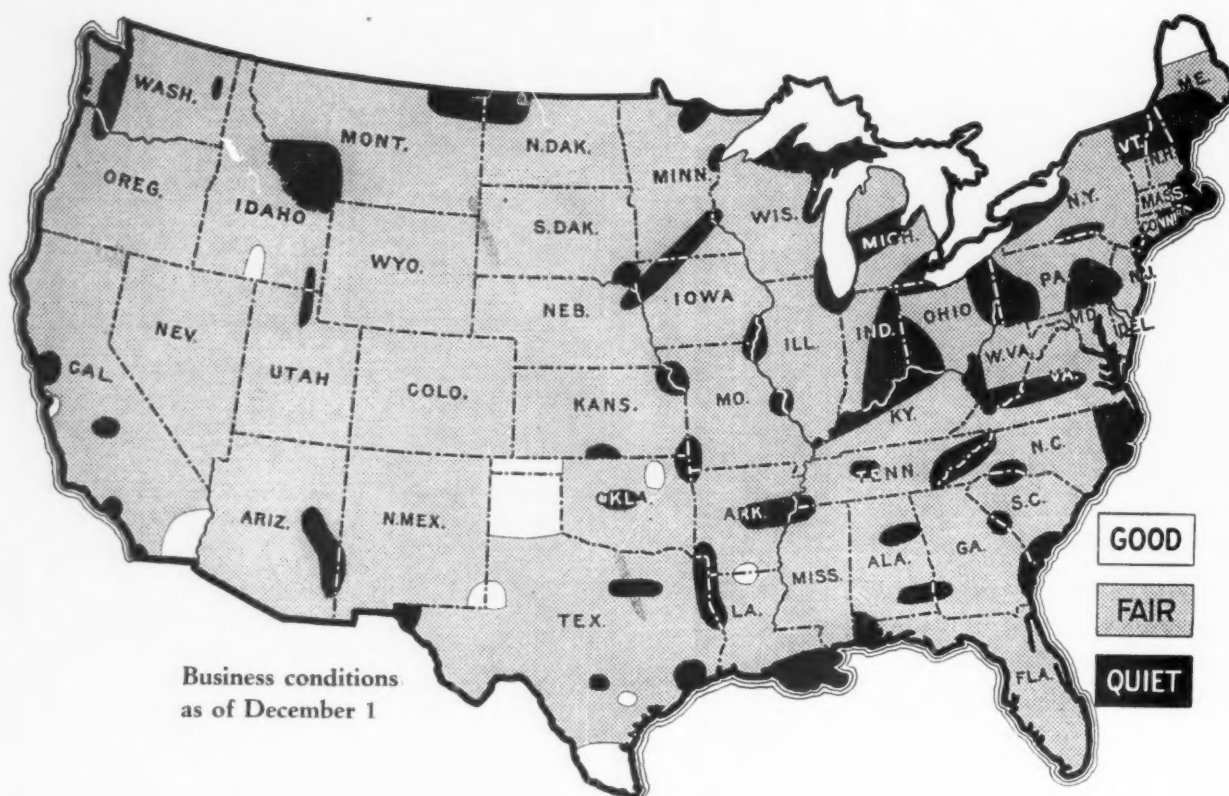 WASH.
MONT.
N.DAK.
MINN.
ME.
VT.
N.H.
OREG.
IDAHO
S.DAK.
WIS.
MICH.
N.Y.
MASS.
CONN.
R.I.
WYO.
IOWA
PA.
N.J.
NEB.
NEV.
ILL.
IND.
OHIO
MD.
DEL.
UTAH
COLO.
CAL.
KANS.
MO.
W.VA.
VA.
KY.
N.C.
TENN.
OKLA.
ARK.
S.C.
ARIZ.
N.MEX.
GOOD
ALA.
GA.
MISS.
TEX.
LA.
FAIR
FLA.
QUIET
Business conditions
as of December 1